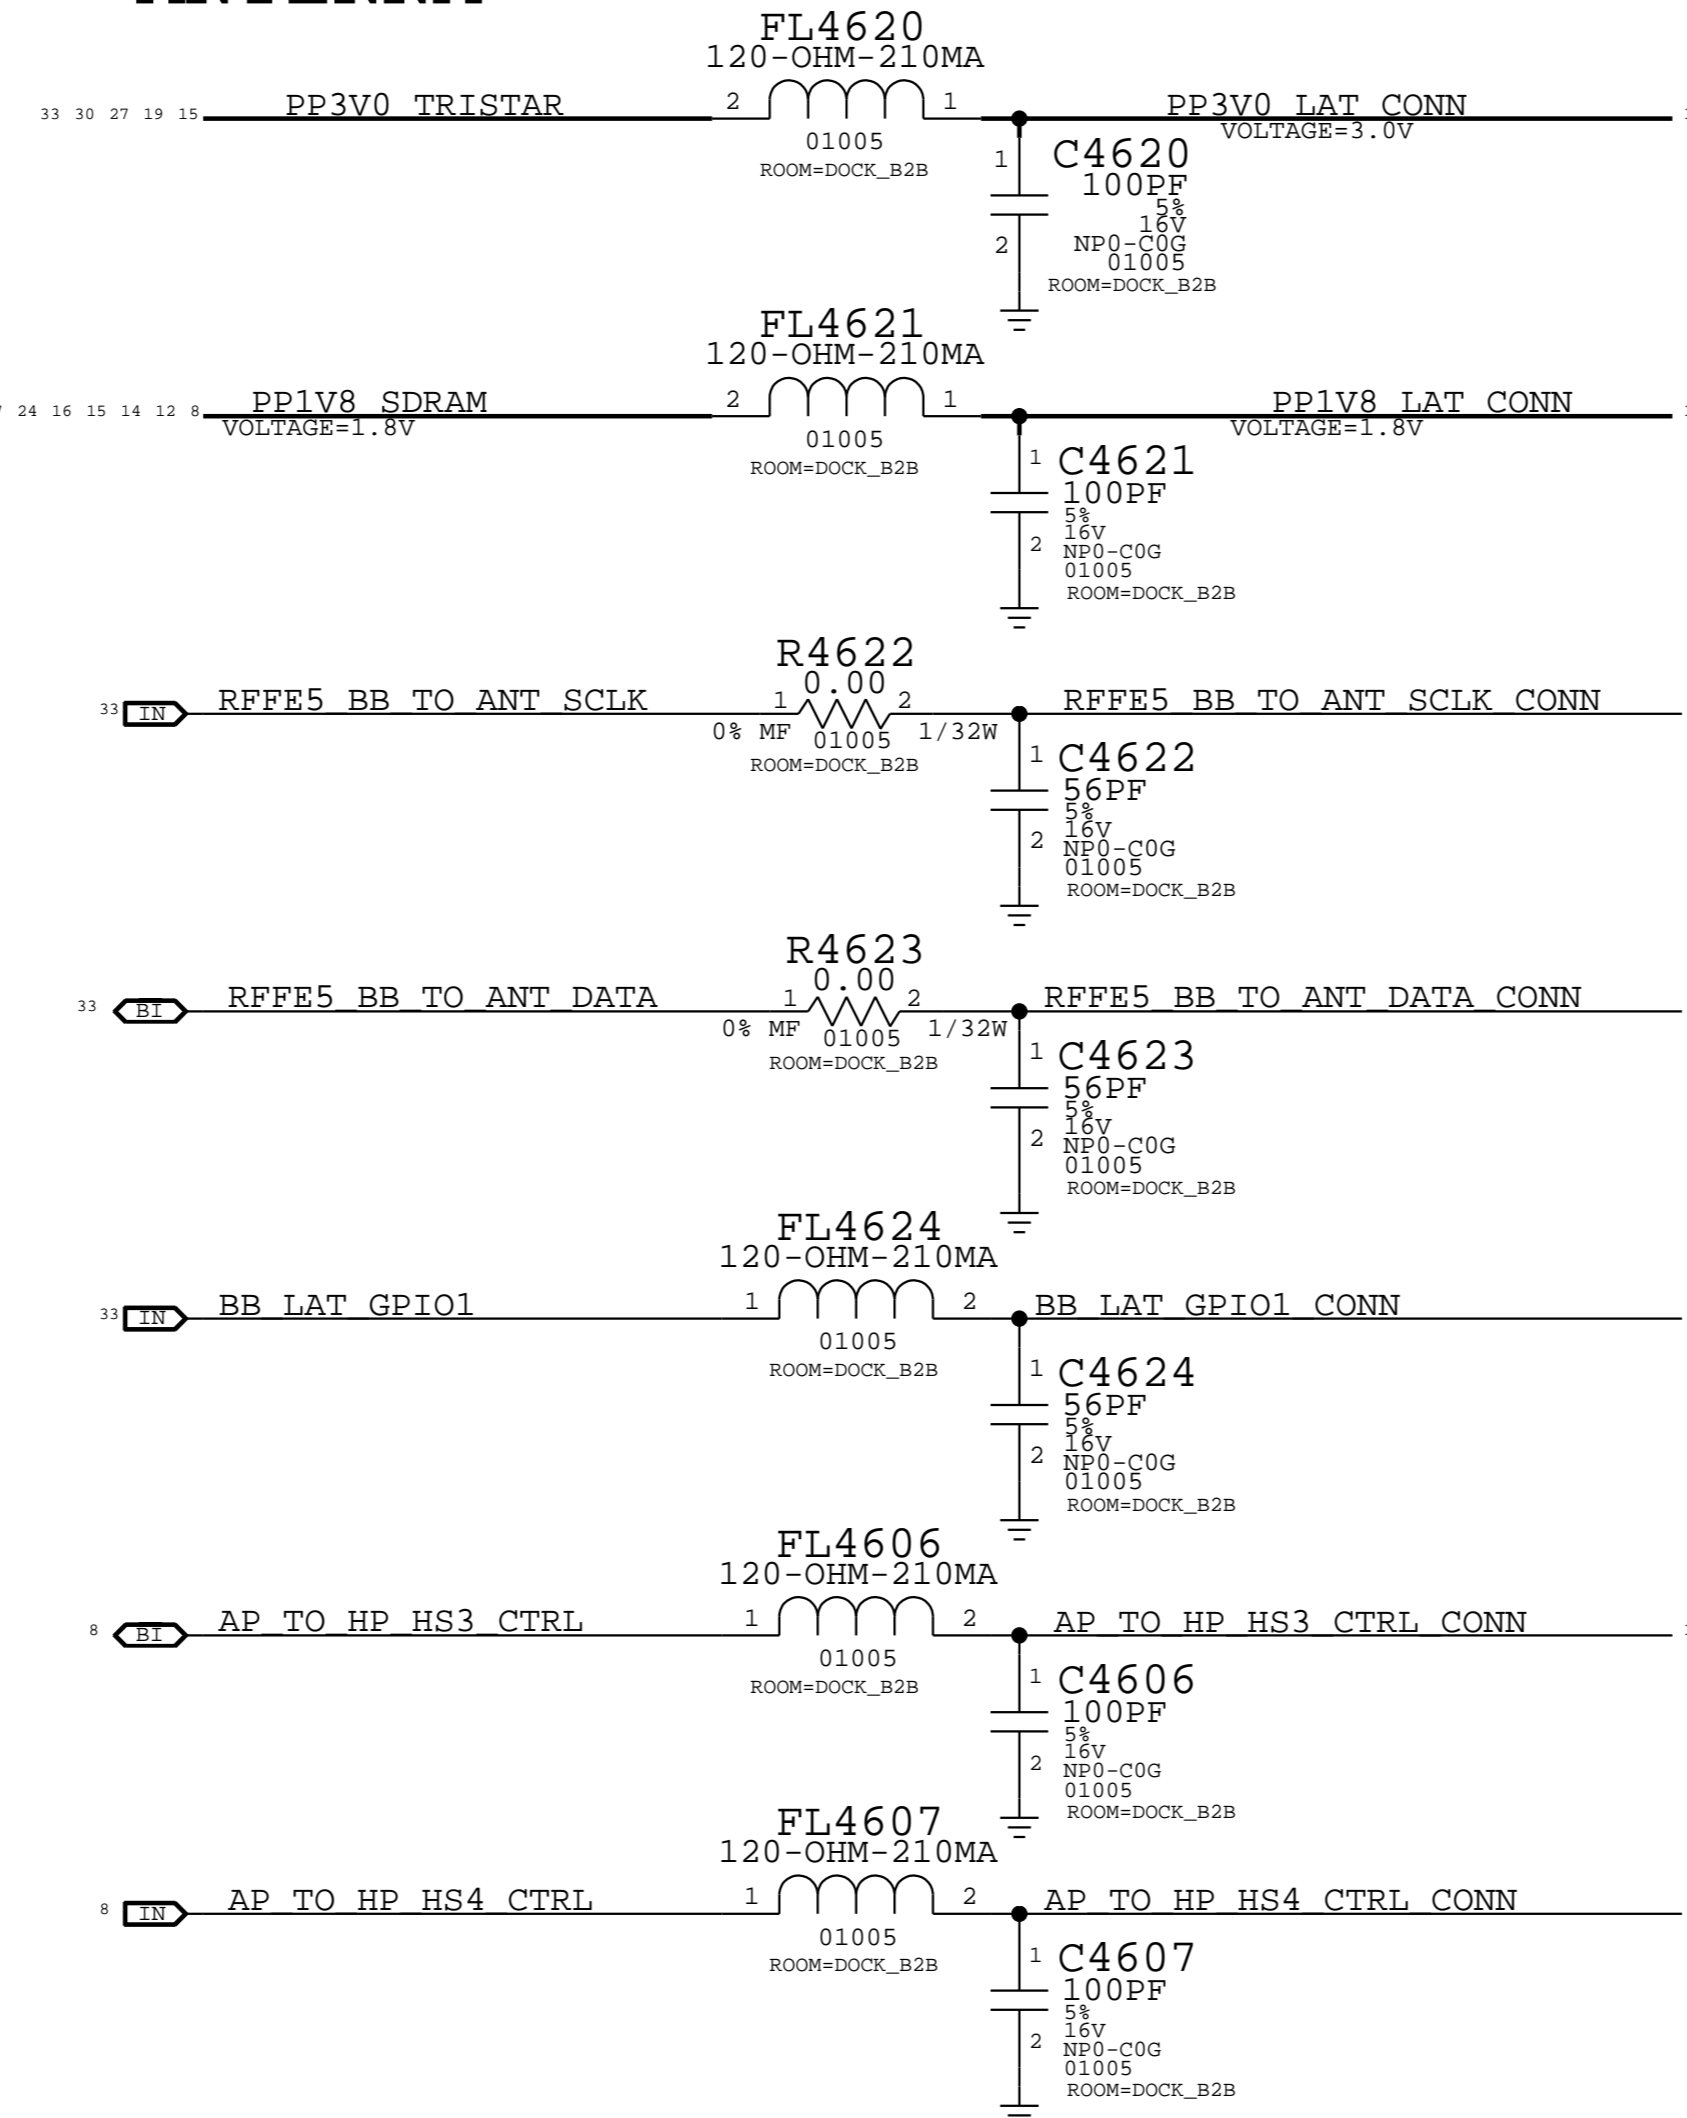 FL4620
120-OHM-210MA
33 30 27 19 15 PP3V0_TRISTAR 2 1 PP3V0_LAT_CONN
VOLTAGE=3.0V
01005
ROOM=DOCK_B2B
1 C4620
100PF
5%
16V
2 NP0-C0G
01005
ROOM=DOCK_B2B
FL4621
120-OHM-210MA
24 16 15 14 12 8 PP1V8_SDRAM 2 1 PP1V8_LAT_CONN
VOLTAGE=1.8V VOLTAGE=1.8V
01005
ROOM=DOCK_B2B
1 C4621
100PF
5%
16V
2 NP0-C0G
01005
ROOM=DOCK_B2B
R4622
0.00
33 IN RFFE5_BB_TO_ANT_SCLK 1 2 RFFE5_BB_TO_ANT_SCLK_CONN
0% MF 01005 1/32W
ROOM=DOCK_B2B
1 C4622
56PF
5%
16V
2 NP0-C0G
01005
ROOM=DOCK_B2B
R4623
0.00
33 BI RFFE5_BB_TO_ANT_DATA 1 2 RFFE5_BB_TO_ANT_DATA_CONN
0% MF 01005 1/32W
ROOM=DOCK_B2B
1 C4623
56PF
5%
16V
2 NP0-C0G
01005
ROOM=DOCK_B2B
FL4624
120-OHM-210MA
33 IN BB_LAT_GPIO1 1 2 BB_LAT_GPIO1_CONN
01005
ROOM=DOCK_B2B
1 C4624
56PF
5%
16V
2 NP0-C0G
01005
ROOM=DOCK_B2B
FL4606
120-OHM-210MA
8 BI AP_TO_HP_HS3_CTRL 1 2 AP_TO_HP_HS3_CTRL_CONN
01005
ROOM=DOCK_B2B
1 C4606
100PF
5%
16V
2 NP0-C0G
01005
ROOM=DOCK_B2B
FL4607
120-OHM-210MA
8 IN AP_TO_HP_HS4_CTRL 1 2 AP_TO_HP_HS4_CTRL_CONN
01005
ROOM=DOCK_B2B
1 C4607
100PF
5%
16V
2 NP0-C0G
01005
ROOM=DOCK_B2B